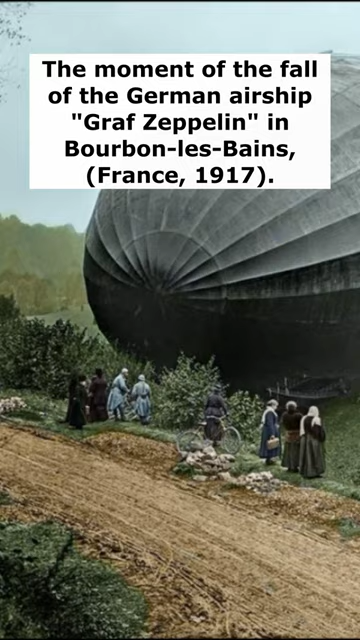 The moment of the fall
of the German airship
"Graf Zeppelin" in
Bourbon-les-Bains,
(France, 1917).